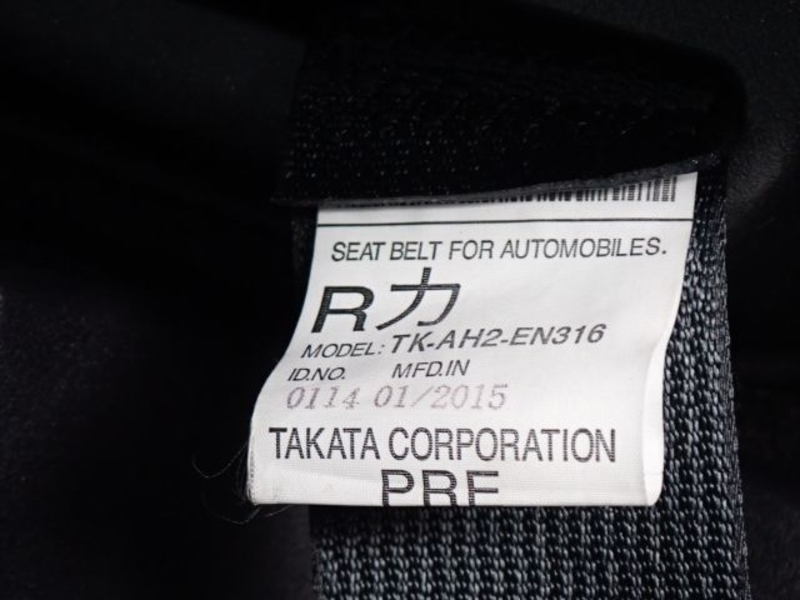 SEAT BELT FOR AUTOMOBILES.
R力
MODEL: TK-AH2-EN316
ID.NO. MFD.IN
0114 01/2015
TAKATA CORPORATION
PRE